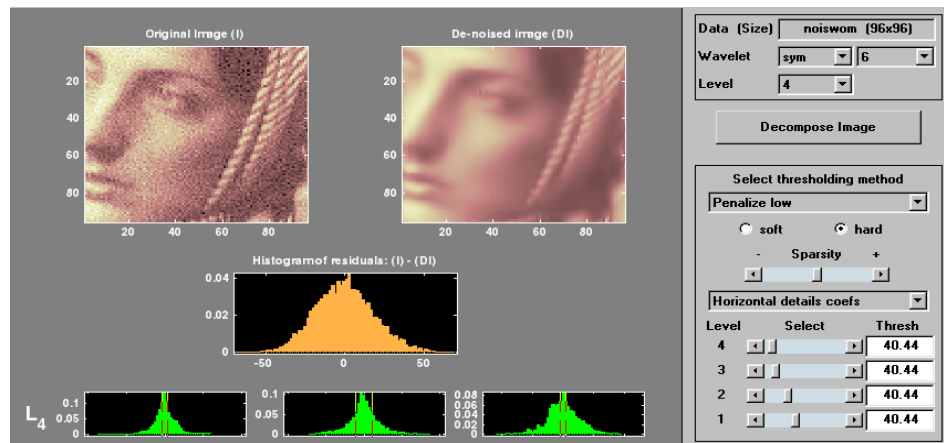 Original Image (I)
De-noised image (DI)
20
40
60
80
20 40 60 80
20
40
60
80
20 40 60 80
Histogramof residuals: (I) - (DI)
0.04
0.02
0
-50 0 50
L4
0.1
0.05
0
0.1
0.05
0
0.08
0.06
0.04
0.02
0
Data (Size) noiswom (96x96)
Wavelet sym 6
Level 4
Decompose Image
Select thresholding method
Penalize low
soft hard
- Sparsity +
Horizontal details coefs
Level Select Thresh
4 40.44
3 40.44
2 40.44
1 40.44